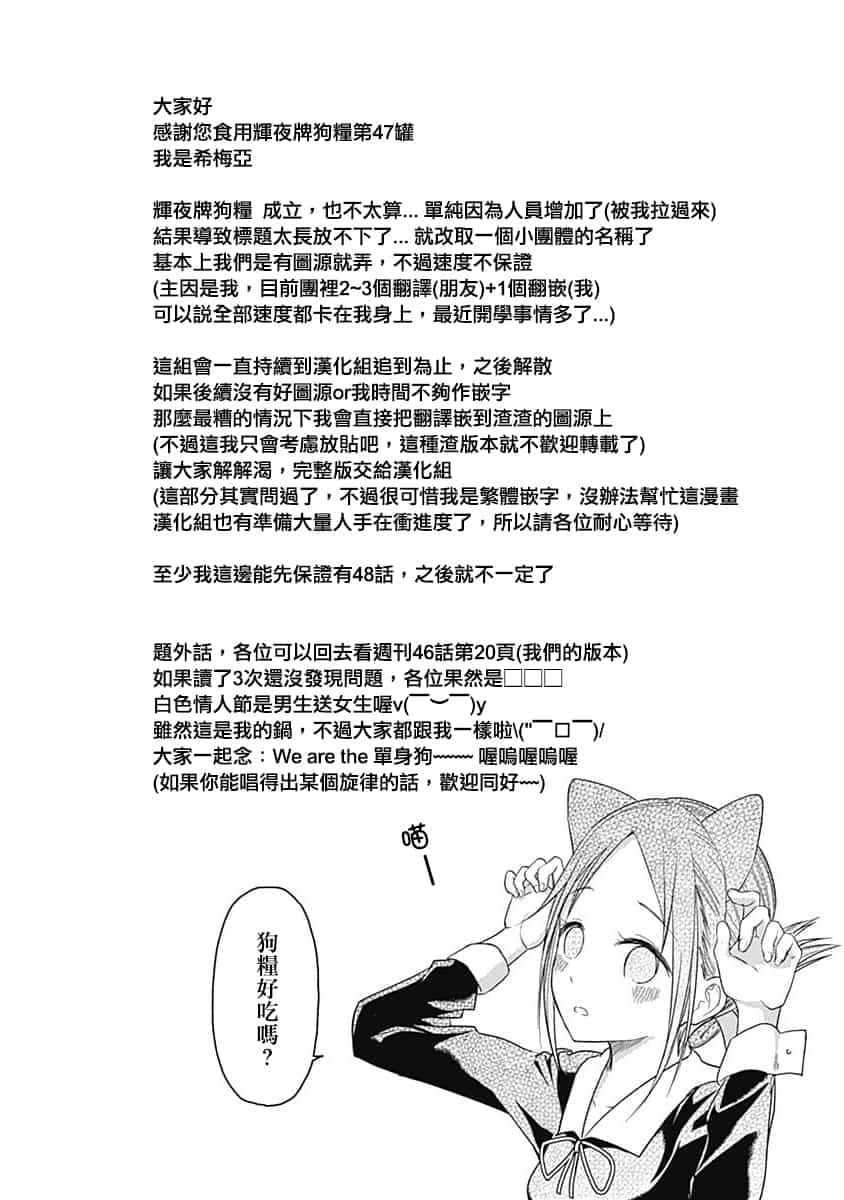 大家好
感謝您食用輝夜牌狗糧第47罐
我是希梅亞
輝夜牌狗糧 成立，也不太算... 單純因為人員增加了(被我拉過來)
結果導致標題太長放不下了... 就改取一個小團體的名稱了
基本上我們是有圖源就弄，不過速度不保證
(主因是我，目前團裡2~3個翻譯(朋友)+1個翻嵌(我)
可以説全部速度都卡在我身上，最近開學事情多了...)
這組會一直持續到漢化組追到為止，之後解散
如果後續沒有好圖源or我時間不夠作嵌字
那麼最糟的情況下我會直接把翻譯嵌到渣渣的圖源上
(不過這我只會考慮放貼吧，這種渣版本就不歡迎轉載了)
讓大家解解渴，完整版交給漢化組
(這部分其實問過了，不過很可惜我是繁體嵌字，沒辦法幫忙這漫畫
漢化組也有準備大量人手在衝進度了，所以請各位耐心等待)
至少我這邊能先保證有48話，之後就不一定了
題外話，各位可以回去看週刊46話第20頁(我們的版本)
如果讀了3次還沒發現問題，各位果然是□□□
白色情人節是男生送女生喔v(￣︶￣)y
雖然這是我的鍋，不過大家都跟我一樣啦\("￣□￣)/
大家一起念：We are the 單身狗~~~~ 喔嗚喔嗚喔
(如果你能唱得出某個旋律的話，歡迎同好~~)
喵
狗糧好吃嗎？